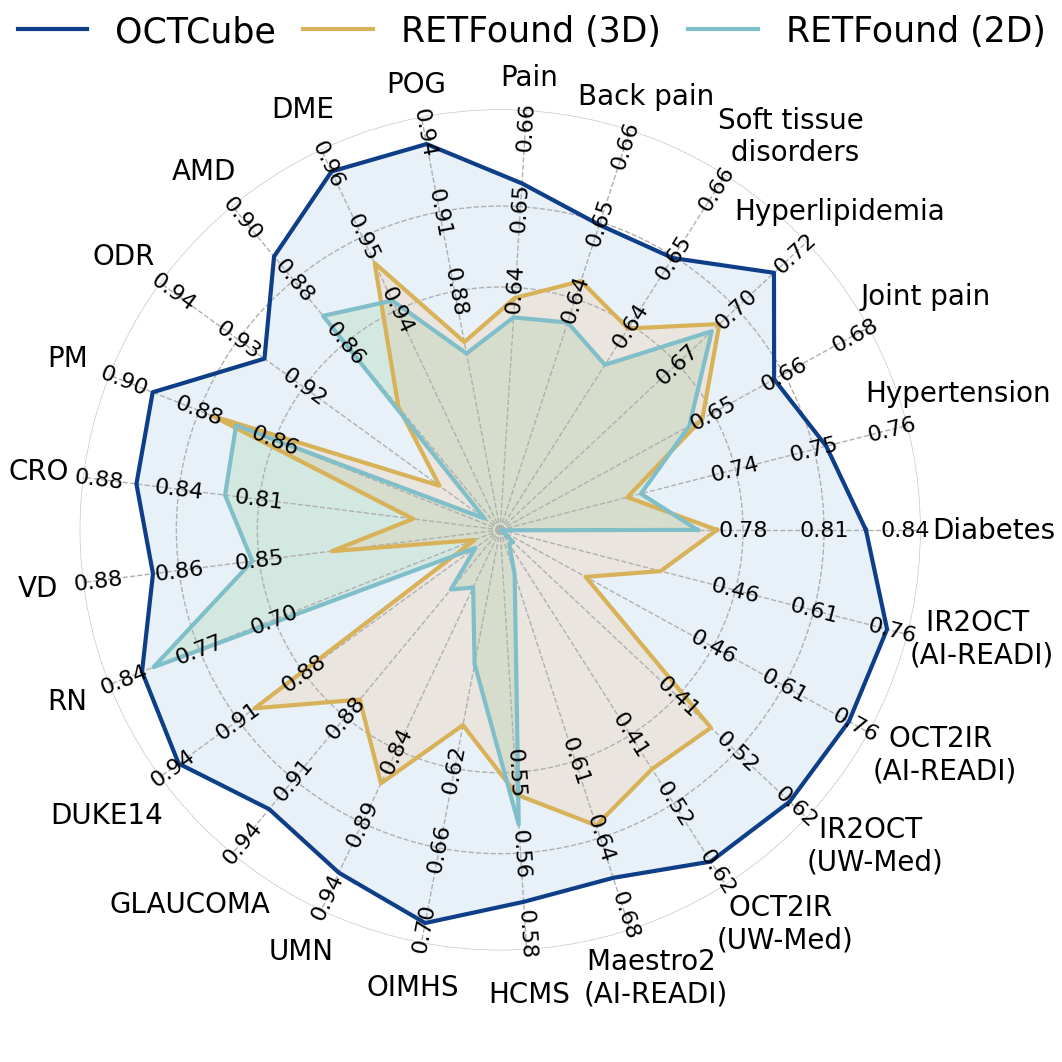 OCTCube RETFound (3D) RETFound (2D)
Pain
0.66
0.65
0.64
Back pain
0.66
0.65
0.64
Soft tissue
disorders
0.66
0.65
0.64
Hyperlipidemia
0.72
0.70
0.67
Joint pain
0.68
0.66
0.65
Hypertension
0.76
0.75
0.74
Diabetes
0.84
0.81
0.78
IR2OCT
(AI-READI)
0.76
0.61
0.46
OCT2IR
(AI-READI)
0.76
0.61
0.46
IR2OCT
(UW-Med)
0.62
0.52
0.41
OCT2IR
(UW-Med)
0.62
0.52
0.41
Maestro2
(AI-READI)
0.68
0.64
0.61
HCMS
0.58
0.56
0.55
OIMHS
0.70
0.66
0.62
UMN
0.94
0.89
0.84
GLAUCOMA
0.94
0.91
0.88
DUKE14
0.94
0.91
0.88
RN
0.84
0.77
0.70
VD
0.88
0.86
0.85
CRO
0.88
0.84
0.81
PM
0.90
0.88
0.86
ODR
0.94
0.93
0.92
AMD
0.90
0.88
0.86
DME
0.96
0.95
0.94
POG
0.94
0.91
0.88